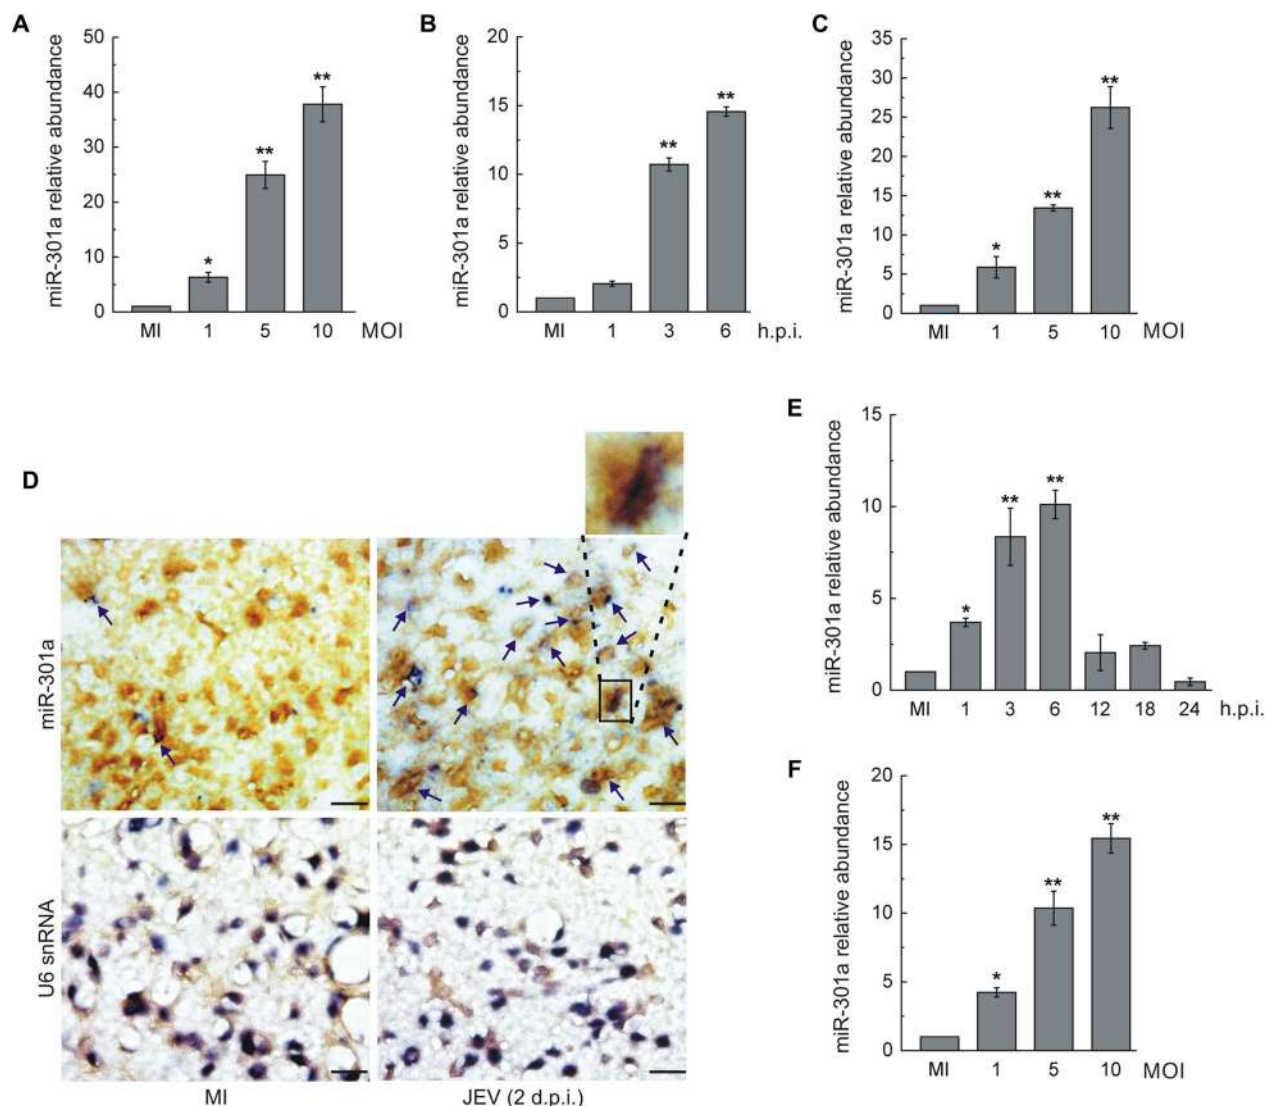 A
miR-301a relative abundance
50
40
30
20
10
0
*
**
**
MI 1 5 10 MOI
B
miR-301a relative abundance
20
15
10
5
0
**
**
MI 1 3 6 h.p.i.
C
miR-301a relative abundance
35
30
25
20
15
10
5
0
*
**
**
MI 1 5 10 MOI
D
miR-301a
U6 snRNA
MI JEV (2 d.p.i.)
E
miR-301a relative abundance
15
10
5
0
*
**
**
MI 1 3 6 12 18 24 h.p.i.
F
miR-301a relative abundance
20
15
10
5
0
*
**
**
MI 1 5 10 MOI